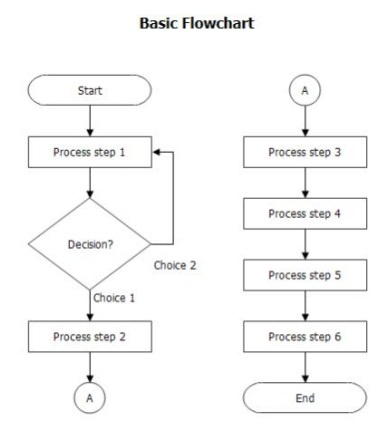 Basic Flowchart
Start
Process step 1
Decision?
Choice 2
Choice 1
Process step 2
A
A
Process step 3
Process step 4
Process step 5
Process step 6
End